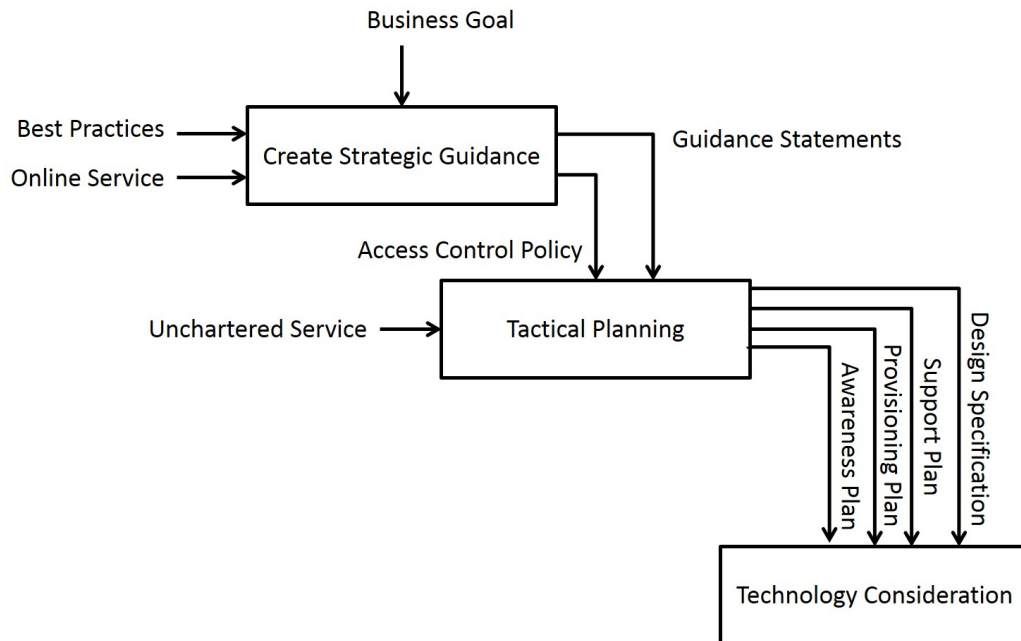 Business Goal
Best Practices
Online Service
Create Strategic Guidance
Guidance Statements
Access Control Policy
Unchartered Service
Tactical Planning
Awareness Plan
Provisioning Plan
Support Plan
Design Specification
Technology Consideration